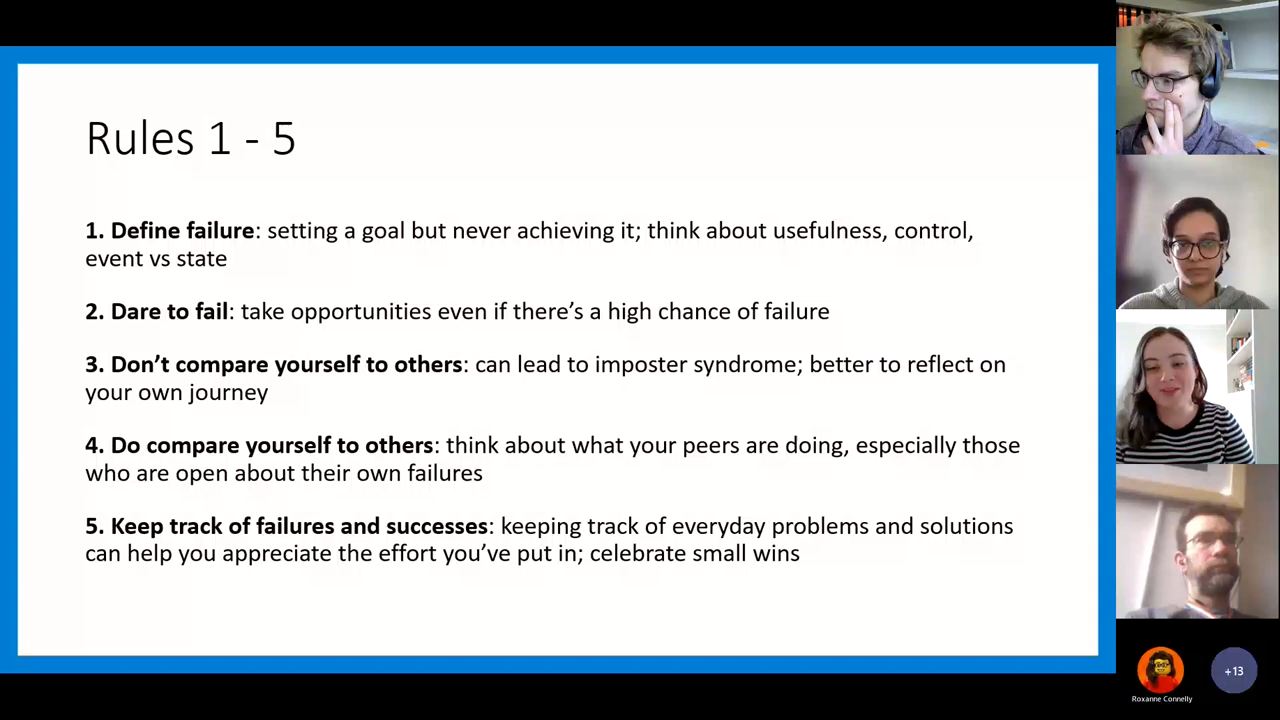 Rules 1 - 5
1. Define failure: setting a goal but never achieving it; think about usefulness, control,
event vs state
2. Dare to fail: take opportunities even if there’s a high chance of failure
3. Don’t compare yourself to others: can lead to imposter syndrome; better to reflect on
your own journey
4. Do compare yourself to others: think about what your peers are doing, especially those
who are open about their own failures
5. Keep track of failures and successes: keeping track of everyday problems and solutions
can help you appreciate the effort you’ve put in; celebrate small wins
Roxanne Connelly
+13